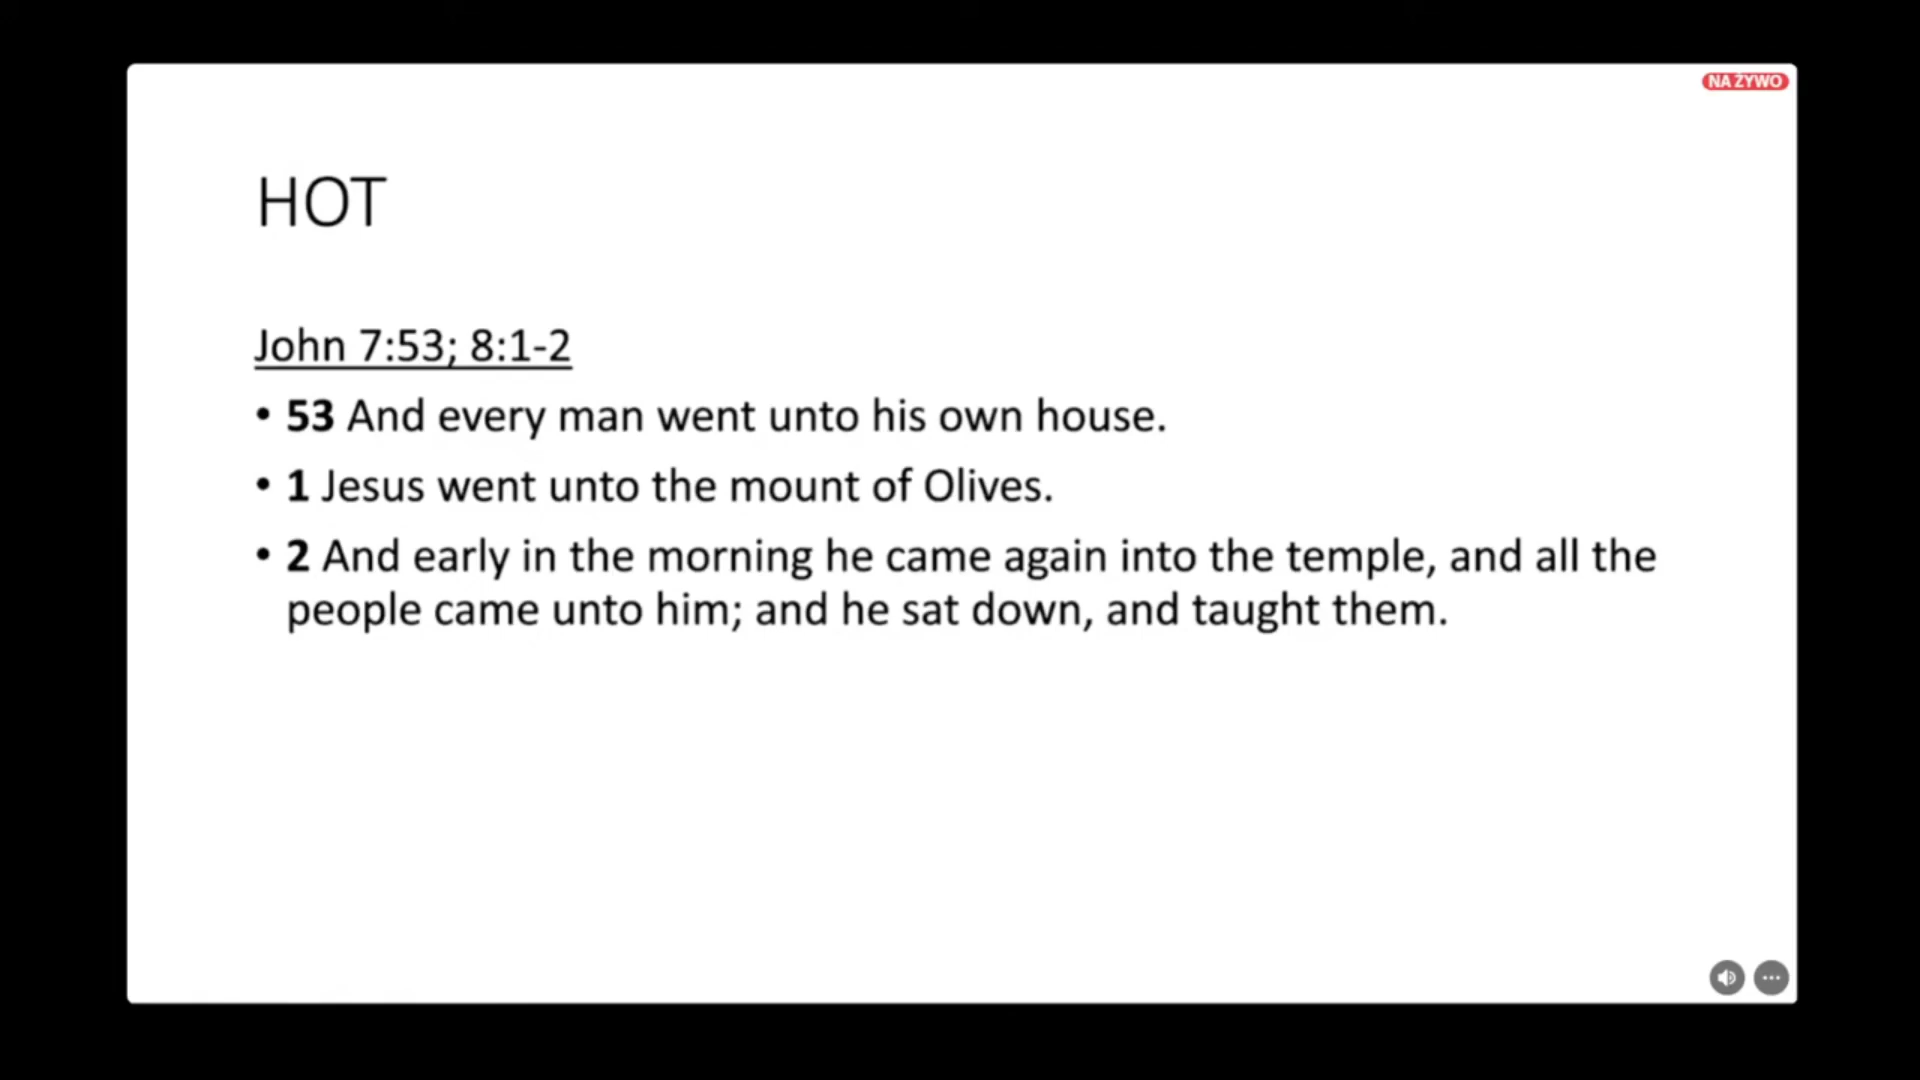 NA ŻYWO
HOT
John 7:53; 8:1-2
• 53 And every man went unto his own house.
• 1 Jesus went unto the mount of Olives.
• 2 And early in the morning he came again into the temple, and all the
people came unto him; and he sat down, and taught them.